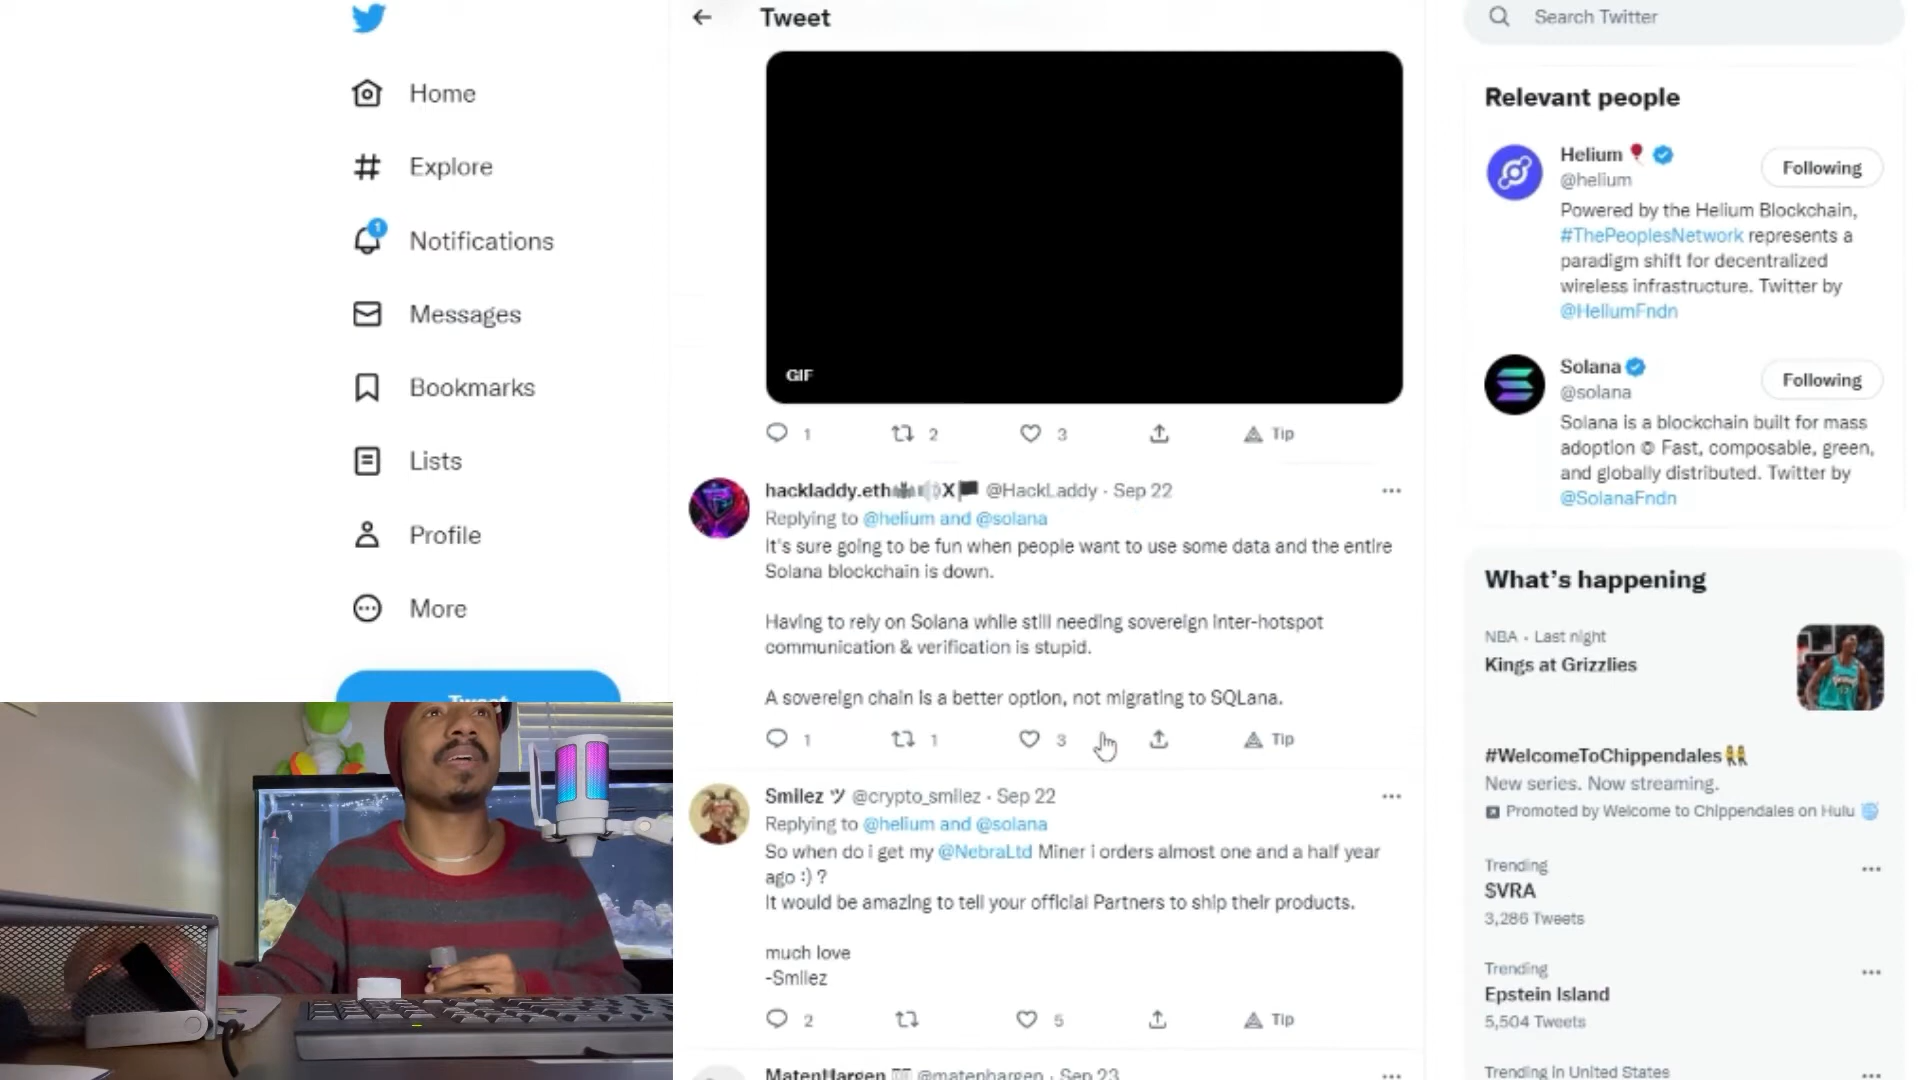 Home
Explore
1
Notifications
Messages
Bookmarks
Lists
Profile
More
Tweet
Tweet
GIF
1 2 3 Tip
hackladdy.eth X @HackLaddy · Sep 22
Replying to @helium and @solana
It's sure going to be fun when people want to use some data and the entire
Solana blockchain is down.
Having to rely on Solana while still needing sovereign inter-hotspot
communication & verification is stupid.
A sovereign chain is a better option, not migrating to SQLana.
1 1 3 Tip
Smilez ツ @crypto_smilez · Sep 22
Replying to @helium and @solana
So when do i get my @NebraLtd Miner i orders almost one and a half year
ago :) ?
It would be amazing to tell your official Partners to ship their products.
much love
-Smilez
2 5 Tip
MatenHargen @matenhargen · Sep 23
Search Twitter
Relevant people
Helium
@helium
Following
Powered by the Helium Blockchain,
#ThePeoplesNetwork represents a
paradigm shift for decentralized
wireless infrastructure. Twitter by
@HeliumFndn
Solana
@solana
Following
Solana is a blockchain built for mass
adoption Fast, composable, green,
and globally distributed. Twitter by
@SolanaFndn
What's happening
NBA · Last night
Kings at Grizzlies
#WelcomeToChippendales
New series. Now streaming.
Promoted by Welcome to Chippendales on Hulu
Trending
SVRA
3,286 Tweets
Trending
Epstein Island
5,504 Tweets
Trending in United States